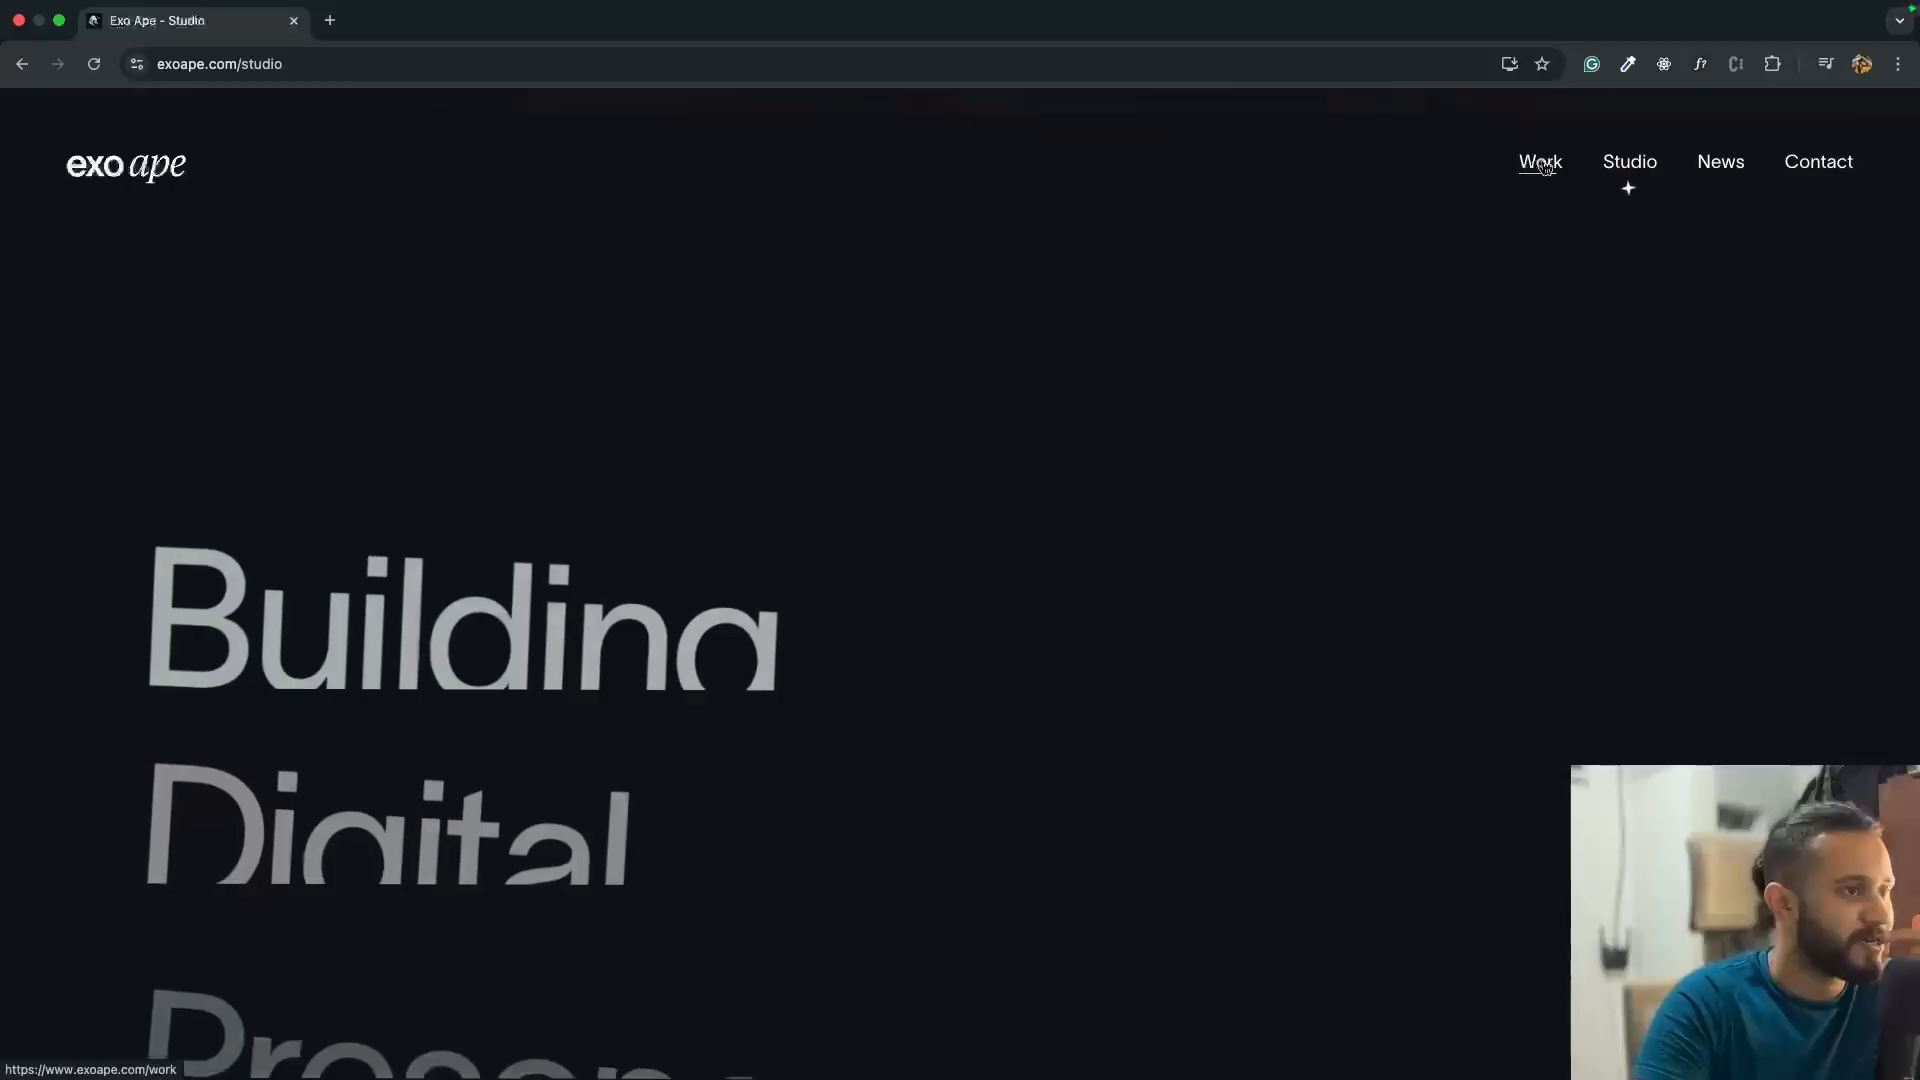 Exo Ape - Studio
exoape.com/studio
exo ape
Work Studio News Contact
Building
Digital
https://www.exoape.com/work